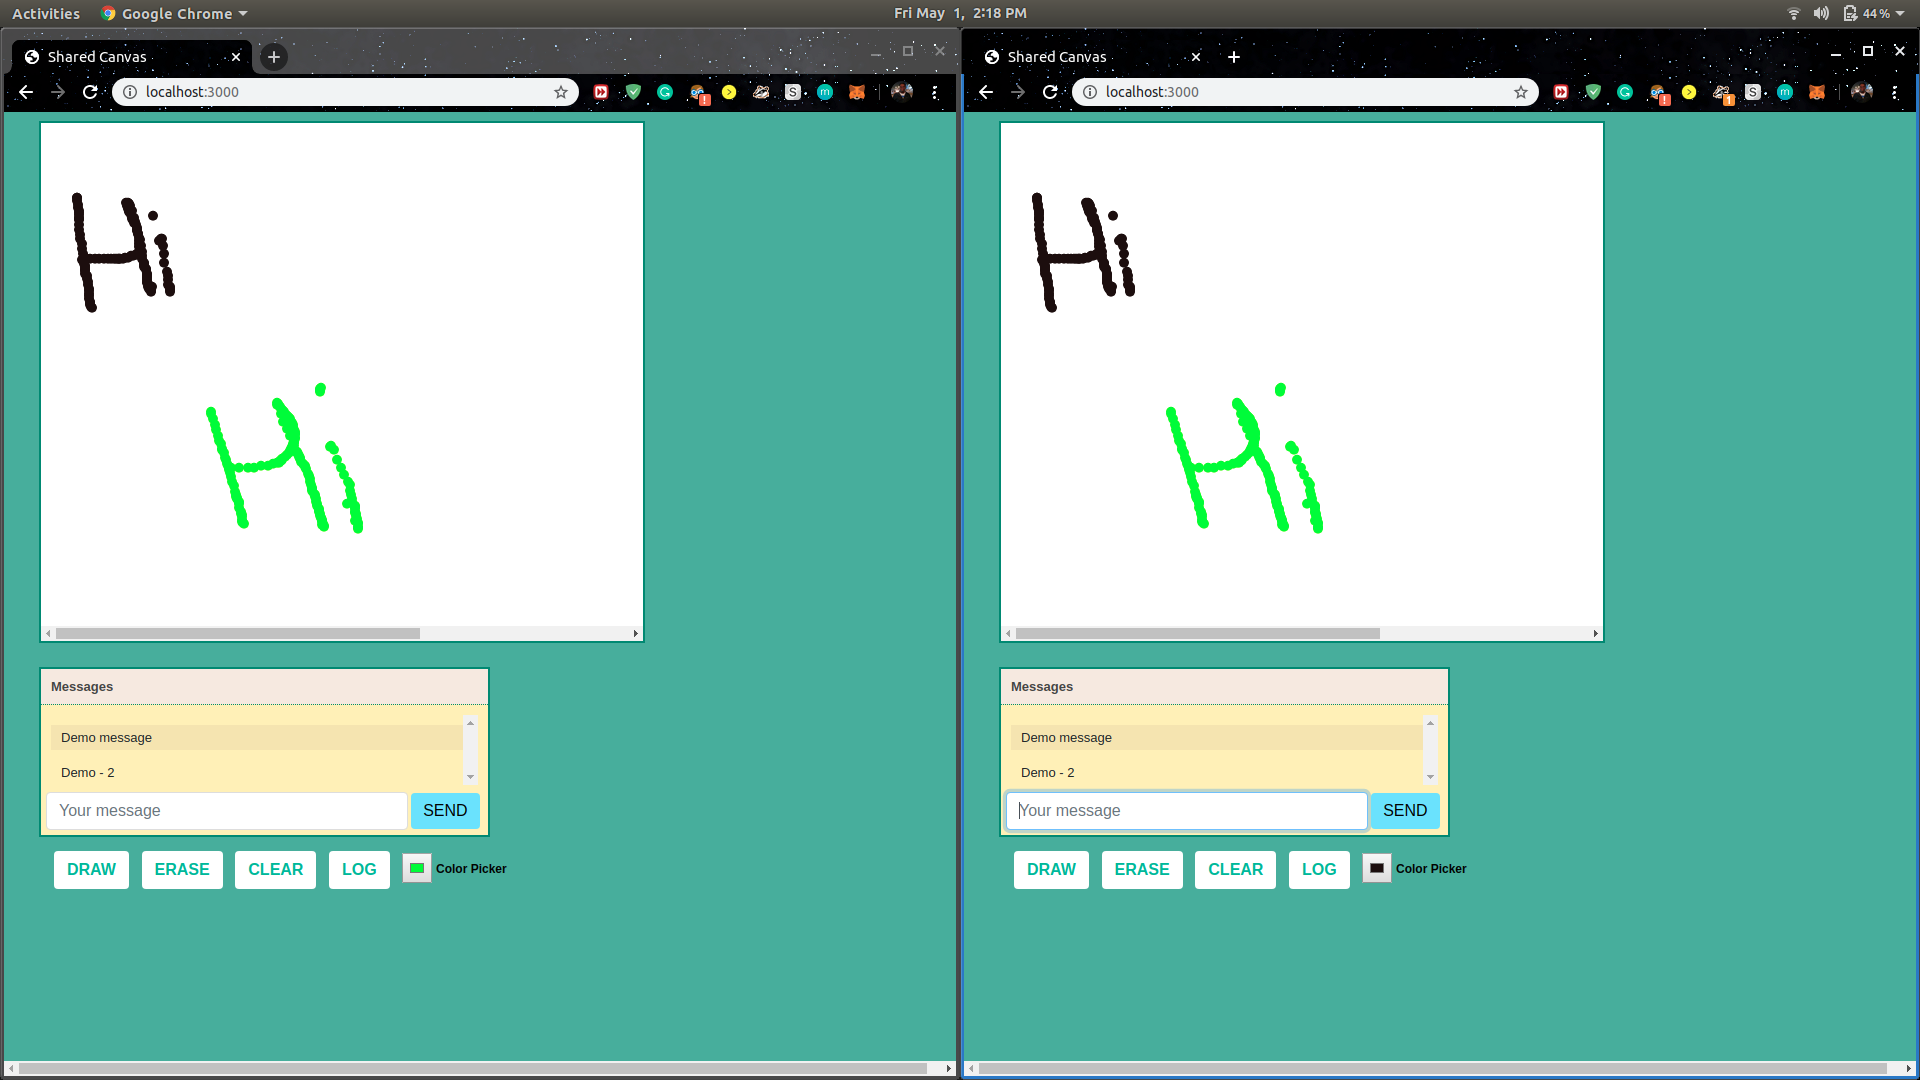 Activities Google Chrome Fri May 1, 2:18 PM 44 %
Shared Canvas
localhost:3000
Hi
Hi
Messages
Demo message
Demo - 2
Your message SEND
DRAW ERASE CLEAR LOG Color Picker
Shared Canvas
localhost:3000
Hi
Hi
Messages
Demo message
Demo - 2
Your message SEND
DRAW ERASE CLEAR LOG Color Picker